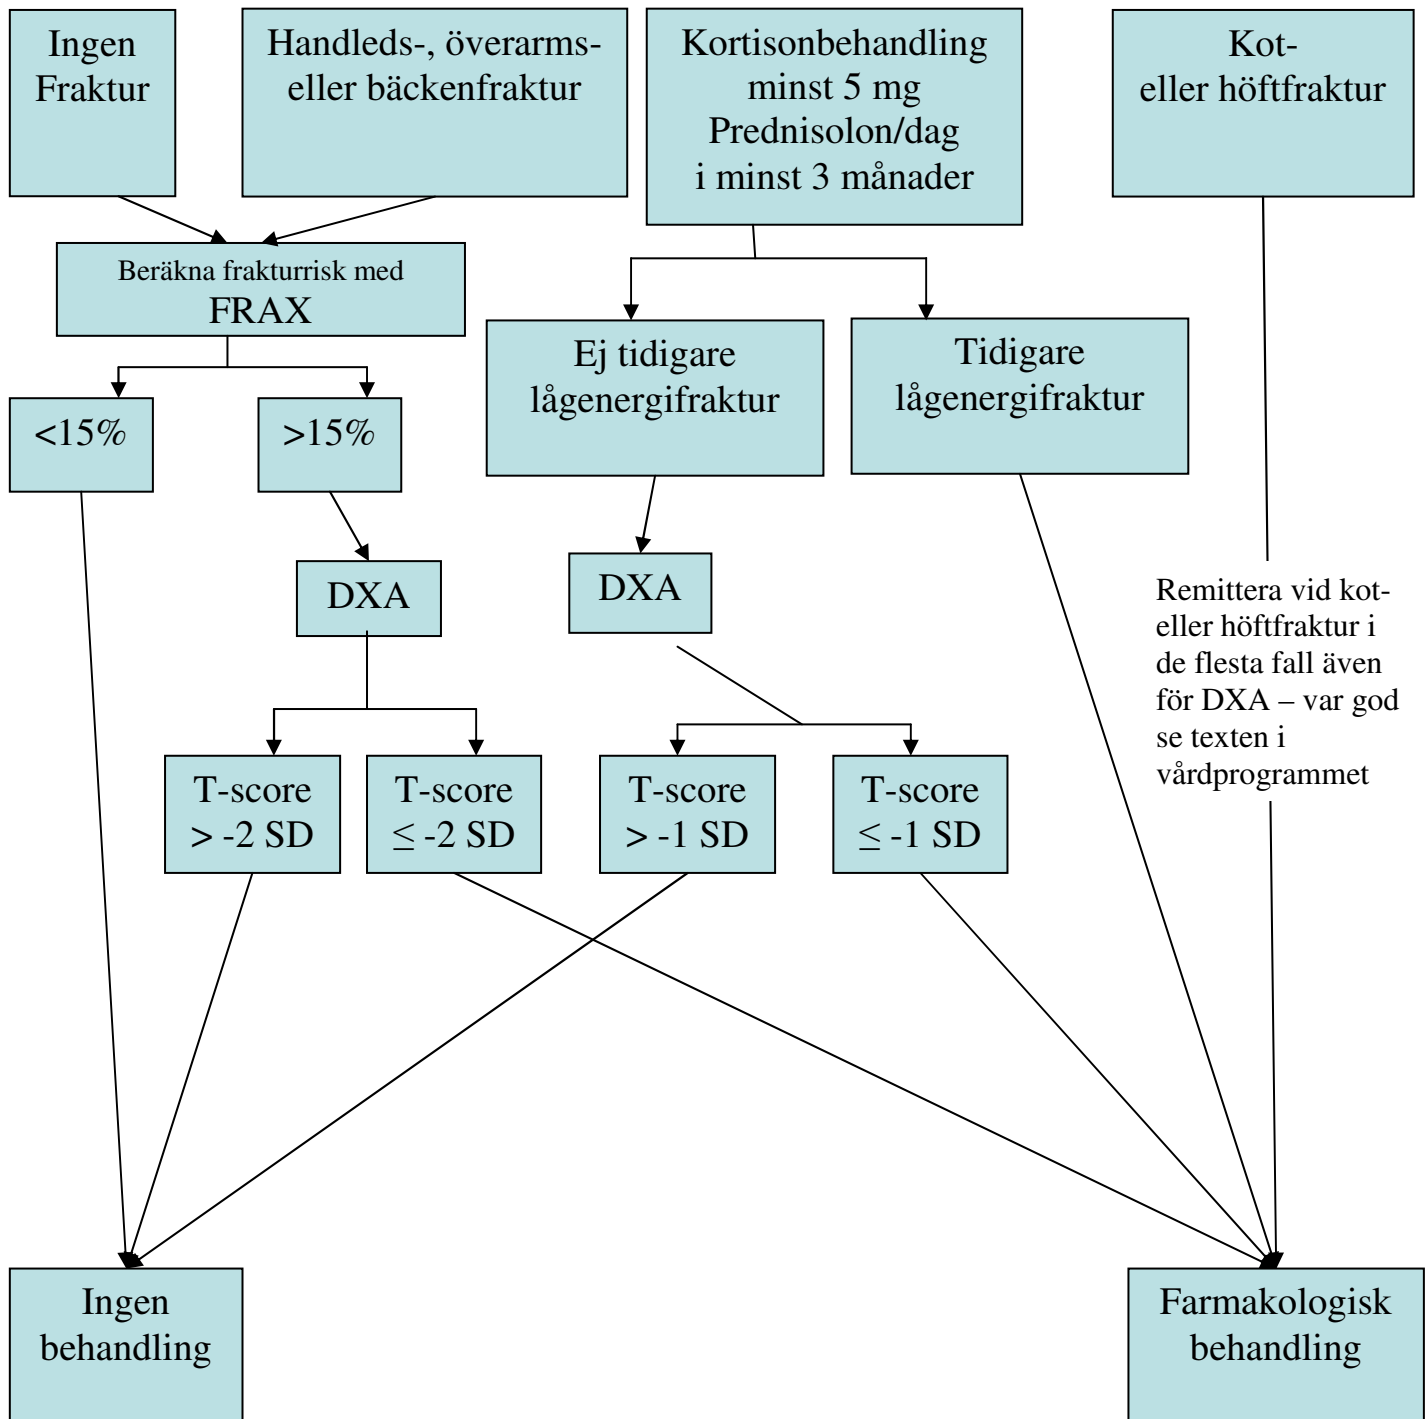 Ingen
Fraktur
Handleds-, överarms-
eller bäckenfraktur
Kortisonbehandling
minst 5 mg
Prednisolon/dag
i minst 3 månader
Kot-
eller höftfraktur
Beräkna frakturrisk med
FRAX
Ej tidigare
lågenergifraktur
Tidigare
lågenergifraktur
<15%
>15%
DXA
DXA
Remittera vid kot-
eller höftfraktur i
de flesta fall även
för DXA – var god
se texten i
vårdprogrammet
T-score
> -2 SD
T-score
≤ -2 SD
T-score
> -1 SD
T-score
≤ -1 SD
Ingen
behandling
Farmakologisk
behandling